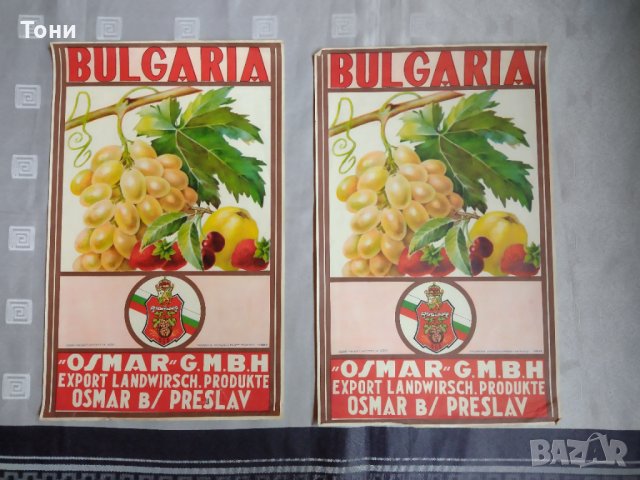 Тони
BULGARIA
"OSMAR" G.M.B.H
EXPORT LANDWIRSCH. PRODUKTE
OSMAR B/ PRESLAV
BULGARIA
"OSMAR" G.M.B.H
EXPORT LANDWIRSCH. PRODUKTE
OSMAR B/ PRESLAV
BAZAR